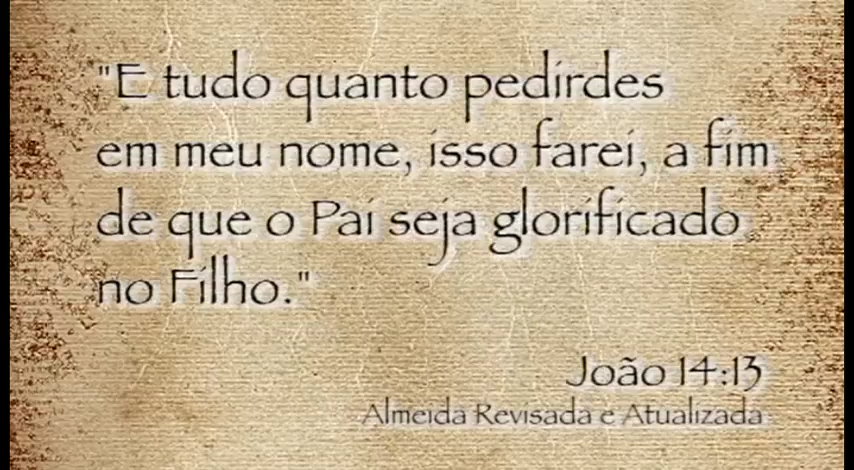 "E tudo quanto pedirdes
em meu nome, isso farei, a fim
de que o Pai seja glorificado
no Filho."
João 14:13
Almeida Revisada e Atualizada